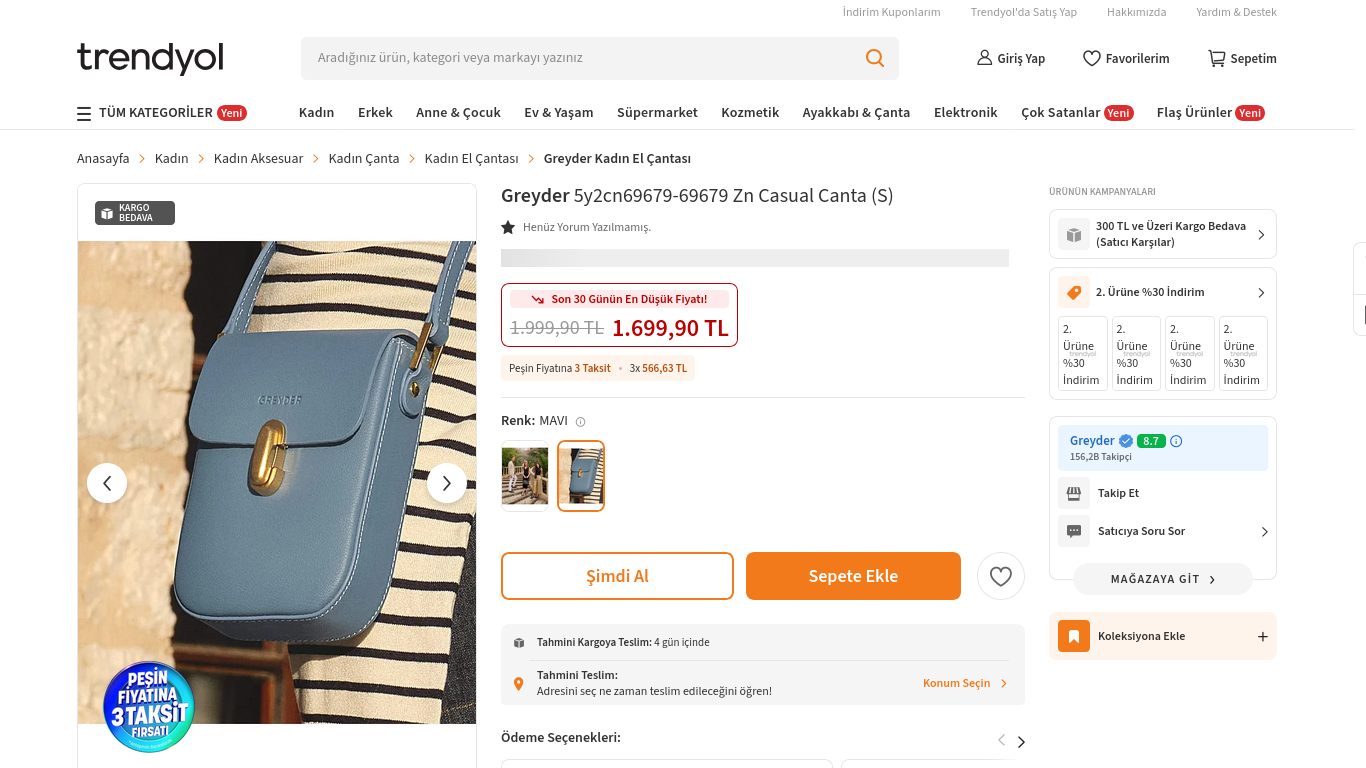 İndirim Kuponlarım
Trendyol'da Satış Yap
Hakkımızda
Yardım & Destek
trendyol
Aradığınız ürün, kategori veya markayı yazınız
Giriş Yap
Favorilerim
Sepetim
TÜM KATEGORİLER Yeni
Kadın
Erkek
Anne & Çocuk
Ev & Yaşam
Süpermarket
Kozmetik
Ayakkabı & Çanta
Elektronik
Çok Satanlar Yeni
Flaş Ürünler Yeni
Anasayfa
Kadın
Kadın Aksesuar
Kadın Çanta
Kadın El Çantası
Greyder Kadın El Çantası
KARGO
BEDAVA
GREYDER
PEŞİN
FİYATINA
3 TAKSİT
FIRSATI
Greyder 5y2cn69679-69679 Zn Casual Canta (S)
Henüz Yorum Yazılmamış.
Son 30 Günün En Düşük Fiyatı!
1.999,90 TL 1.699,90 TL
Peşin Fiyatına 3 Taksit • 3x 566,63 TL
Renk: MAVI
Şimdi Al
Sepete Ekle
Tahmini Kargoya Teslim: 4 gün içinde
Tahmini Teslim:
Adresini seç ne zaman teslim edileceğini öğren!
Konum Seçin
Ödeme Seçenekleri:
ÜRÜNÜN KAMPANYALARI
300 TL ve Üzeri Kargo Bedava
(Satıcı Karşılar)
2. Ürüne %30 İndirim
2.
Ürüne
trendyol
%30
İndirim
2.
Ürüne
trendyol
%30
İndirim
2.
Ürüne
trendyol
%30
İndirim
2.
Ürüne
trendyol
%30
İndirim
Greyder 8.7
156,2B Takipçi
Takip Et
Satıcıya Soru Sor
MAĞAZAYA GİT
Koleksiyona Ekle